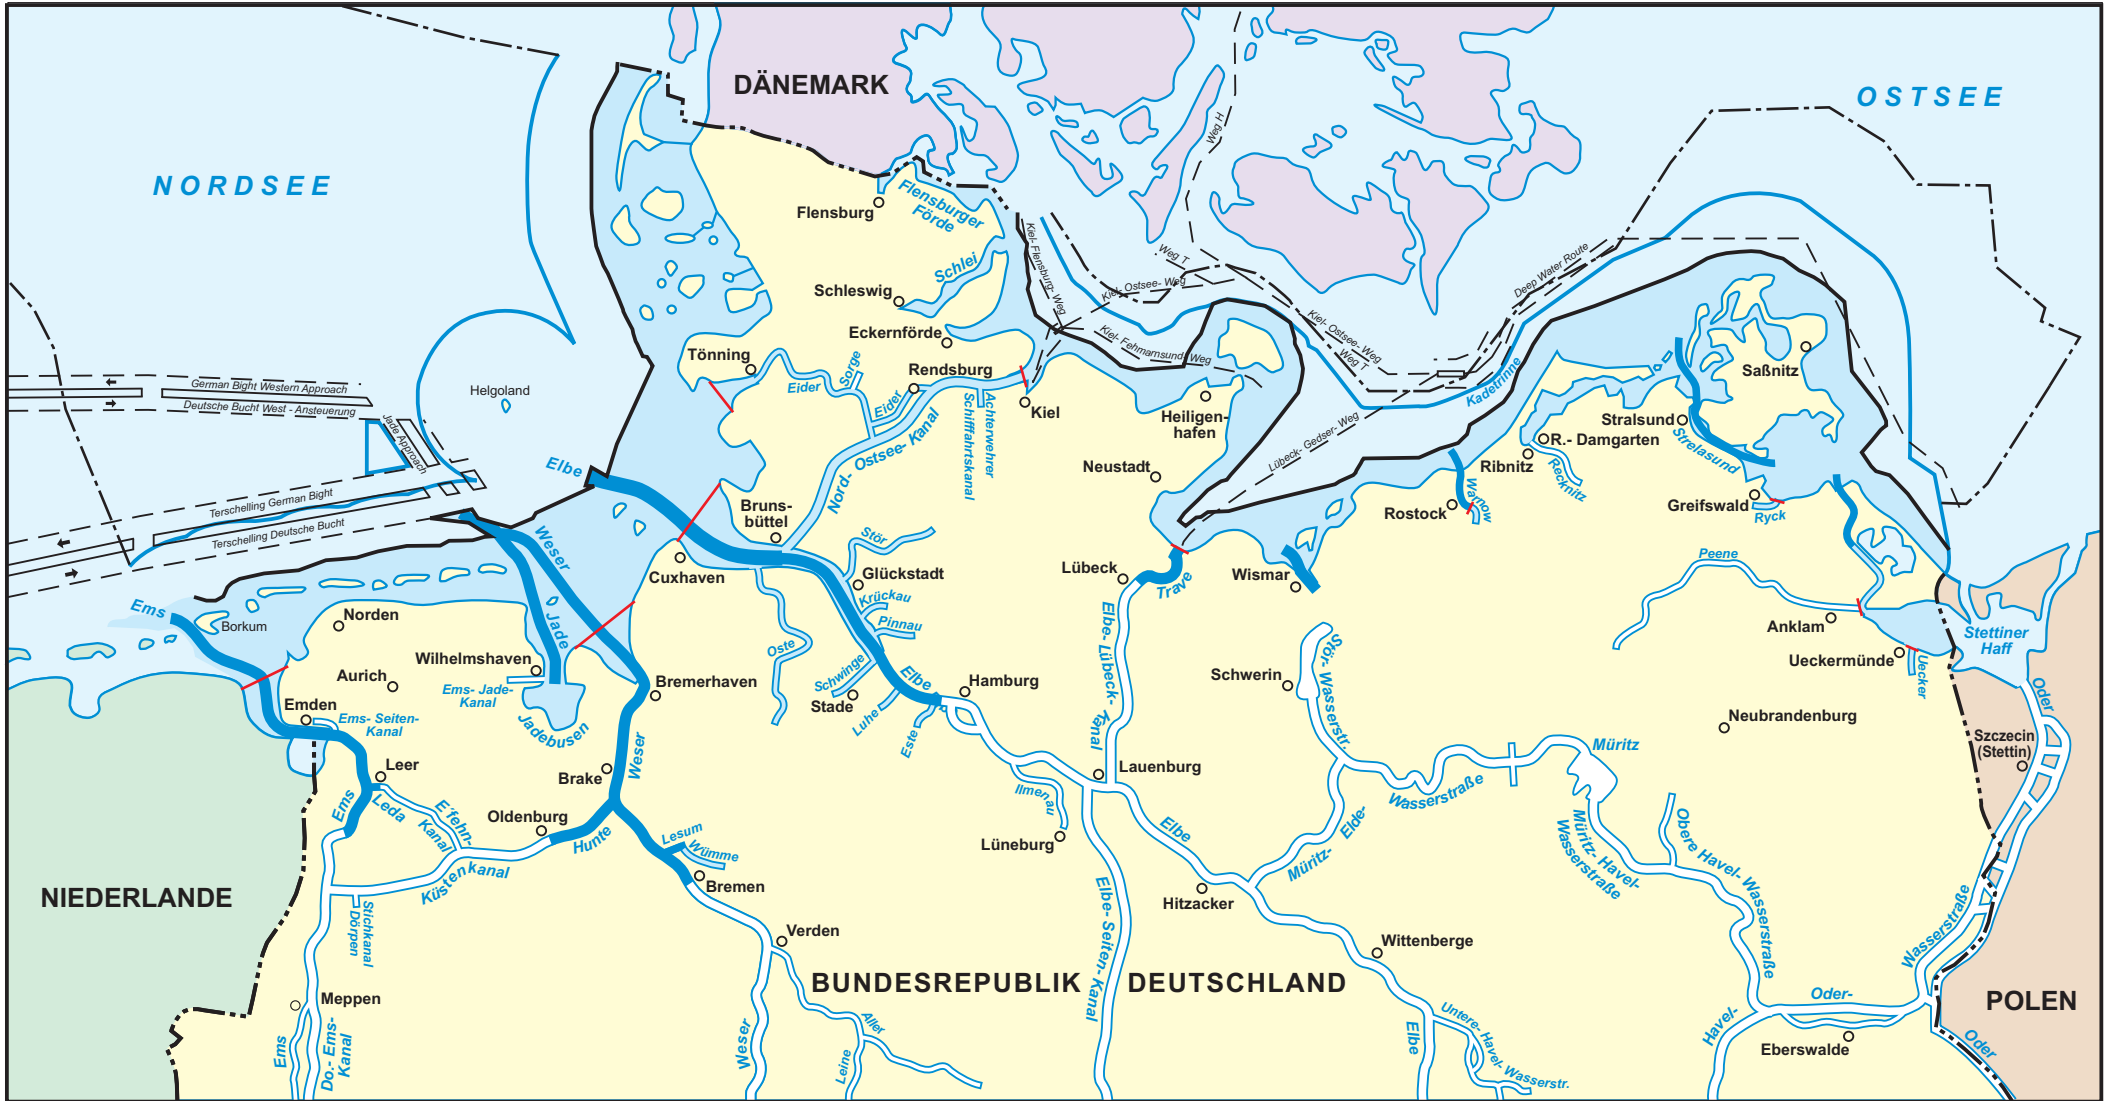 DÄNEMARK
OSTSEE
NORDSEE
Weg H
Flensburg
Flensburger
Förde
Schlei
Schleswig
Eckernförde
Kiel- Flensburg- Weg
Weg T
Kiel- Ostsee- Weg
Kiel- Fehmarnsund- Weg
Kiel- Ostsee- Weg
Weg T
Deep Water Route
Kadetrinne
Lübeck- Gedser- Weg
German Bight Western Approach
Deutsche Bucht West - Ansteuerung
Jade Approach
Helgoland
Terschelling German Bight
Terschelling Deutsche Bucht
Tönning
Eider
Sorge
Eider
Rendsburg
Nord- Ostsee- Kanal
Achterwehrer
Schifffahrtskanal
Kiel
Heiligen-
hafen
Neustadt
Saßnitz
Stralsund
Strelasund
R.- Damgarten
Ribnitz
Recknitz
Rostock
Warnow
Greifswald
Ryck
Elbe
Bruns-
büttel
Stör
Cuxhaven
Glückstadt
Krückau
Pinnau
Oste
Schwinge
Stade
Luhe
Este
Elbe
Hamburg
Lübeck
Trave
Wismar
Peene
Anklam
Ueckermünde
Uecker
Stettiner
Haff
Ems
Borkum
Norden
Aurich
Wilhelmshaven
Ems- Jade-
Kanal
Jade
Weser
Jadebusen
Bremerhaven
Emden
Ems- Seiten-
Kanal
Leer
Leda
Ems
E'fehn-
Kanal
Brake
Weser
Oldenburg
Hunte
Lesum
Wümme
Bremen
Küstenkanal
Stichkanal
Dörpen
NIEDERLANDE
Meppen
Ems
Do.- Ems-
Kanal
Verden
Weser
Aller
Leine
Elbe- Lübeck- Kanal
Lauenburg
Ilmenau
Lüneburg
Elbe
Elbe- Seiten- Kanal
Hitzacker
Schwerin
Stör- Wasserstr.
Müritz- Elde-
Wasserstraße
Müritz
Müritz- Havel-
Wasserstraße
Obere Havel- Wasserstraße
Neubrandenburg
Szczecin
(Stettin)
Oder
Wittenberge
Elbe
Untere- Havel- Wasserstr.
BUNDESREPUBLIK DEUTSCHLAND
Havel-
Oder-
Wasserstraße
Eberswalde
POLEN
Oder